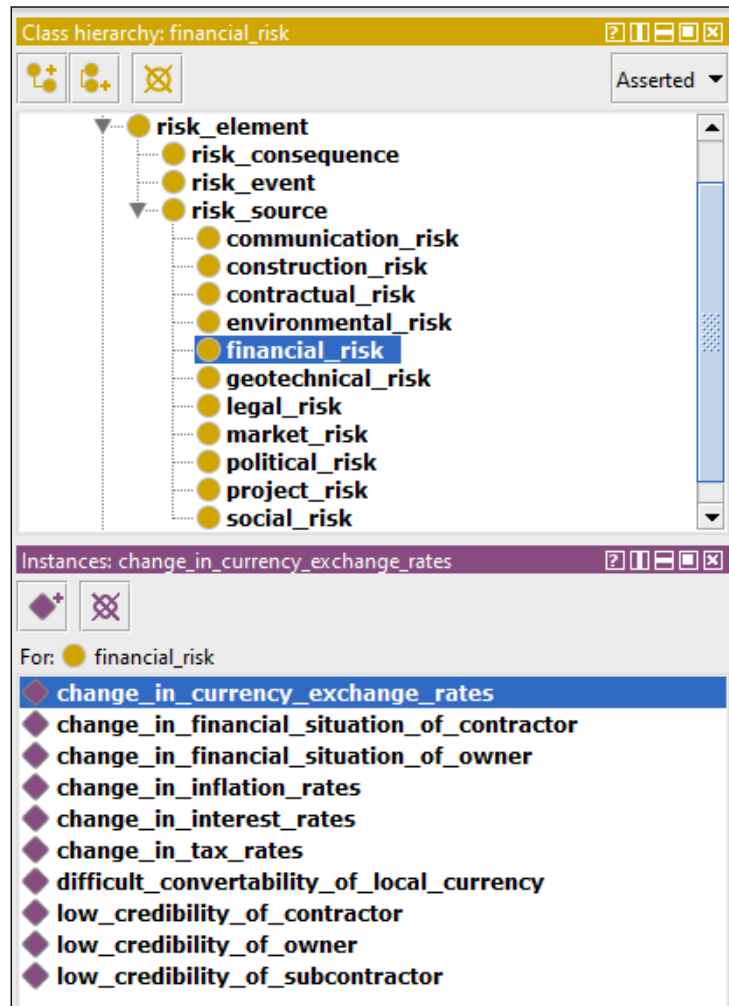 Class hierarchy: financial_risk
Asserted
risk_element
risk_consequence
risk_event
risk_source
communication_risk
construction_risk
contractual_risk
environmental_risk
financial_risk
geotechnical_risk
legal_risk
market_risk
political_risk
project_risk
social_risk
Instances: change_in_currency_exchange_rates
For: financial_risk
change_in_currency_exchange_rates
change_in_financial_situation_of_contractor
change_in_financial_situation_of_owner
change_in_inflation_rates
change_in_interest_rates
change_in_tax_rates
difficult_convertability_of_local_currency
low_credibility_of_contractor
low_credibility_of_owner
low_credibility_of_subcontractor